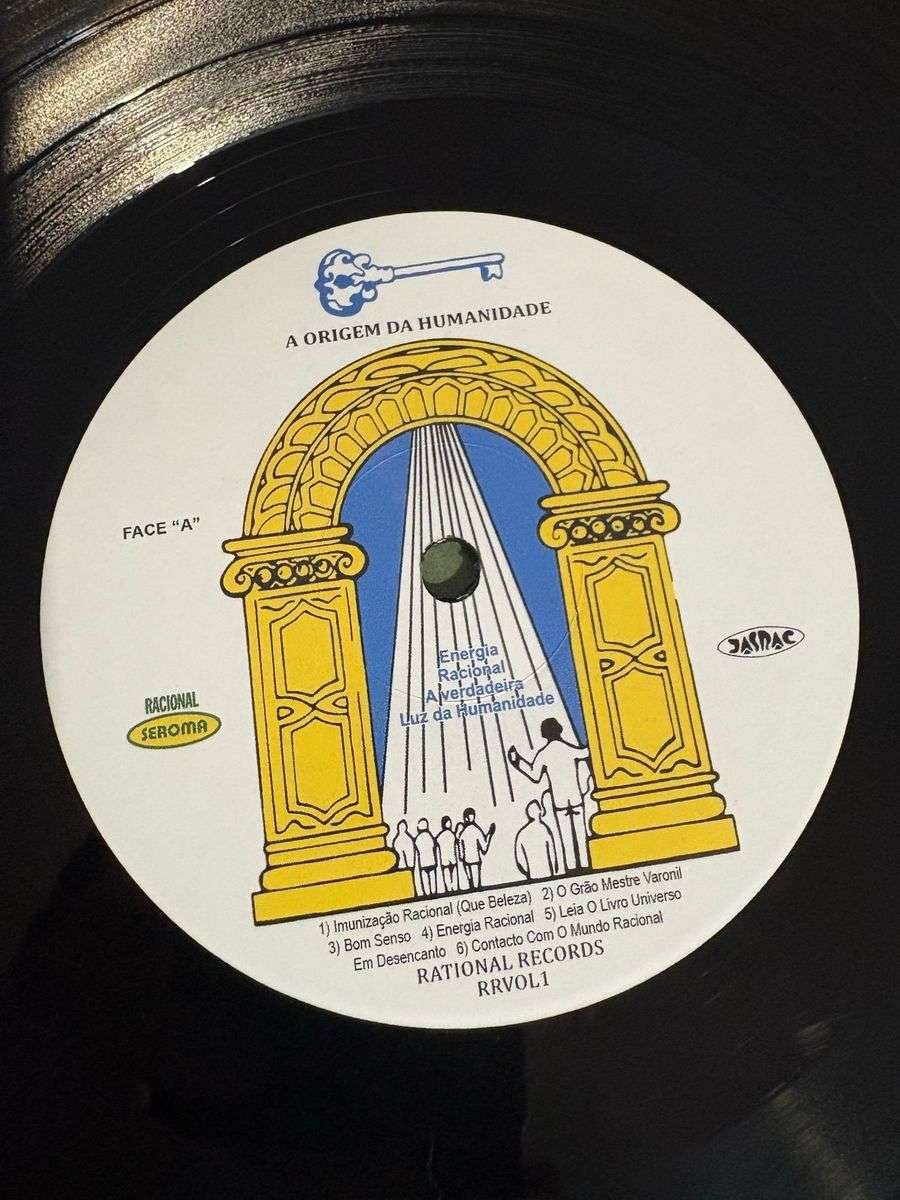 A ORIGEM DA HUMANIDADE
FACE “A”
Energia
Racional
A verdadeira
Luz da Humanidade
JASRAC
RACIONAL
SEROMA
1) Imunização Racional (Que Beleza) 2) O Grão Mestre Varonil
3) Bom Senso 4) Energia Racional 5) Leia O Livro Universo
Em Desencanto 6) Contacto Com O Mundo Racional
RATIONAL RECORDS
RRVOL1